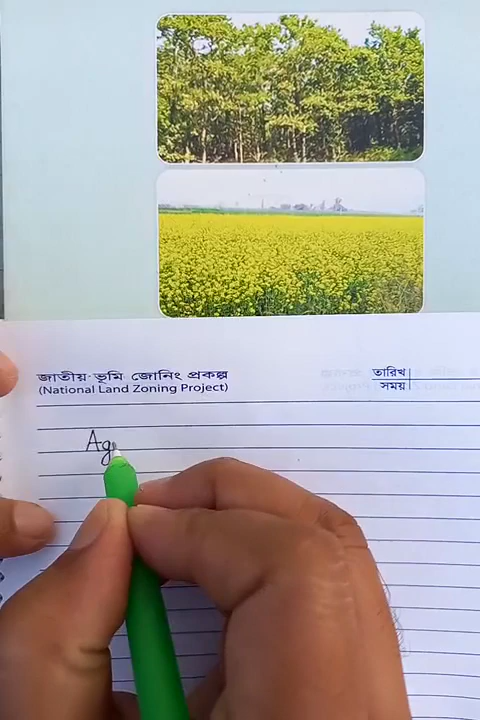 জাতীয় ভূমি জোনিং প্রকল্প
(National Land Zoning Project)
তারিখ
সময়
Ag